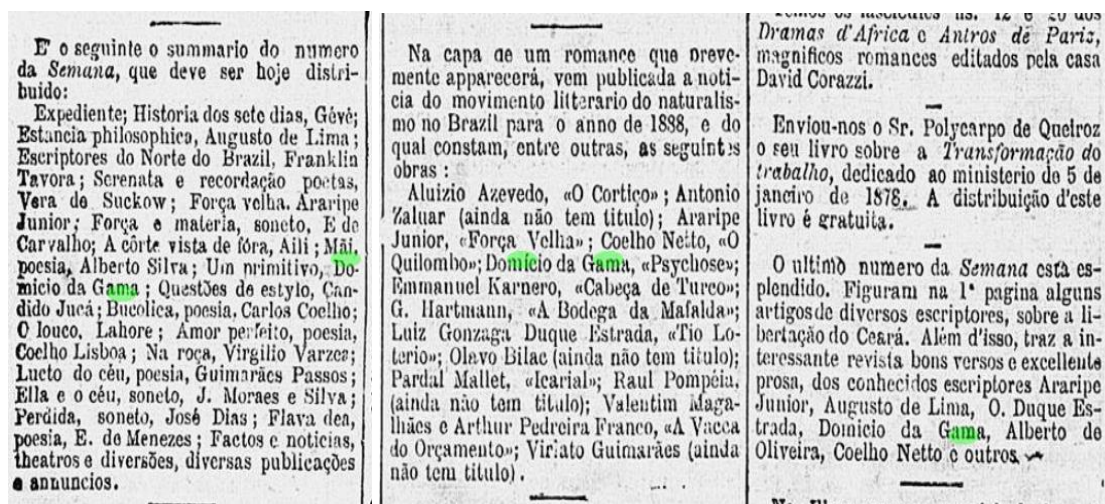 E' o seguinte o summario do numero
da Semana, que deve ser hoje distri-
buido:
Expediente; Historia dos sete dias, Gévé;
Estancia philosophica, Augusto de Lima;
Escriptores do Norte do Brazil, Franklin
Tavora; Serenata e recordação poetas,
Vera de Suckow; Força velha. Araripe
Junior; Força e materia, soneto, E de
Carvalho; A côrte vista de fóra, Aili; Mãi,
poesia, Alberto Silva; Um primitivo, Do-
micio da Gama; Questões de estylo, Can-
dido Jucá; Bucolica, poesia, Carlos Coelho;
O louco, Lahore; Amor perfeito, poesia,
Coelho Lisboa; Na roça, Virgilio Varzea;
Lucto do céu, poesia, Guimarães Passos;
Ella e o céu, soneto, J. Moraes e Silva;
Perdida, soneto, José Dias; Flava dea,
poesia, E. de Menezes; Factos e noticias,
theatros e diversões, diversas publicações
e annuncios.
Na capa de um romance que breve-
mente apparecerá, vem publicada a noti-
cia do movimento litterario do naturalis-
mo no Brazil para o anno de 1888, e do
qual constam, entre outras, as seguintes
obras:
Aluizio Azevedo, «O Cortiço»; Antonio
Zaluar (ainda não tem titulo); Araripe
Junior, «Força Velha»; Coelho Netto, «O
Quilombo»; Domicio da Gama, «Psychose»;
Emmanuel Karnero, «Cabeça de Turco»;
G. Hartmann, «A Bodega da Mafalda»;
Luiz Gonzaga Duque Estrada, «Tio Lo-
terio»; Olavo Bilac (ainda não tem titulo);
Pardal Mallet, «Icarial»; Raul Pompéia,
(ainda não tem titulo); Valentim Maga-
lhães e Arthur Pedreira Franco, «A Vacca
do Orçamento»; Viriato Guimarães (ainda
não tem titulo).
os fasciculos ns. 12 e 20 dos
Dramas d'Africa e Antros de Pariz,
magnificos romances editados pela casa
David Corazzi.
Enviou-nos o Sr. Polycarpo de Queiroz
o seu livro sobre a Transformação do
trabalho, dedicado ao ministerio de 5 de
janeiro de 1878. A distribuição d'este
livro é gratuita.
O ultimo numero da Semana está es-
plendido. Figuram na 1ª pagina alguns
artigos de diversos escriptores, sobre a li-
bertação do Ceará. Além d'isso, traz a in-
teressante revista bons versos e excellente
prosa, dos conhecidos escriptores Araripe
Junior, Augusto de Lima, O. Duque Es-
trada, Domicio da Gama, Alberto de
Oliveira, Coelho Netto e outros